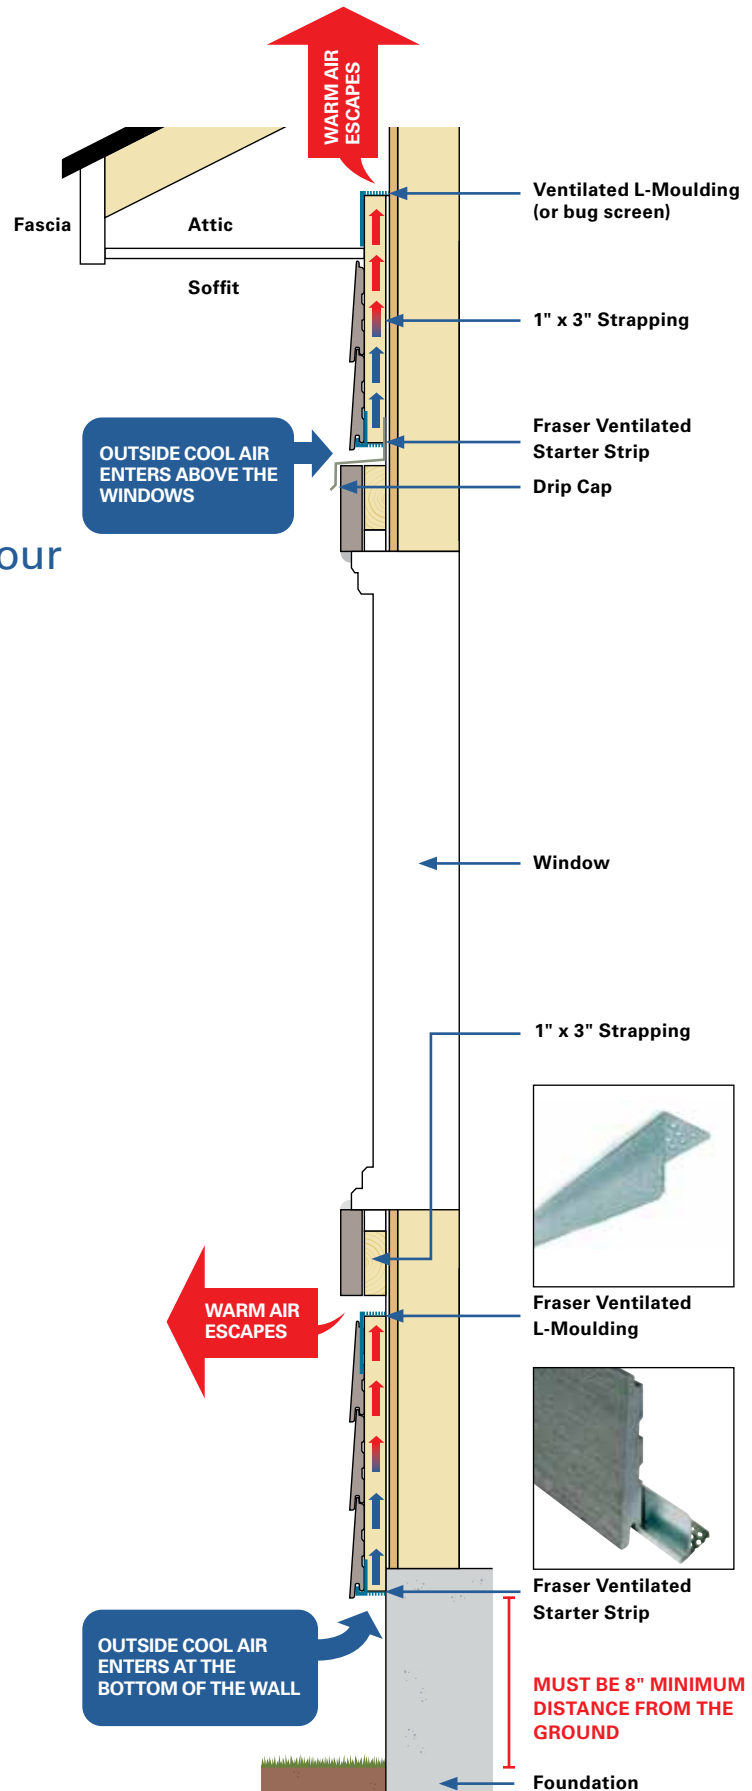 WARM AIR
ESCAPES
Ventilated L-Moulding
(or bug screen)
Fascia
Attic
Soffit
1" x 3" Strapping
Fraser Ventilated
Starter Strip
OUTSIDE COOL AIR
ENTERS ABOVE THE
WINDOWS
Drip Cap
our
Window
1" x 3" Strapping
Fraser Ventilated
L-Moulding
WARM AIR
ESCAPES
Fraser Ventilated
Starter Strip
OUTSIDE COOL AIR
ENTERS AT THE
BOTTOM OF THE WALL
MUST BE 8" MINIMUM
DISTANCE FROM THE
GROUND
Foundation